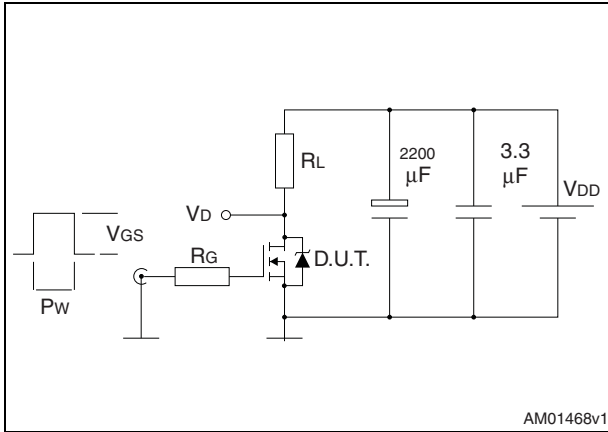 RL
2200
μF
3.3
μF
VDD
VD
VGS
RG
D.U.T.
PW
AM01468v1